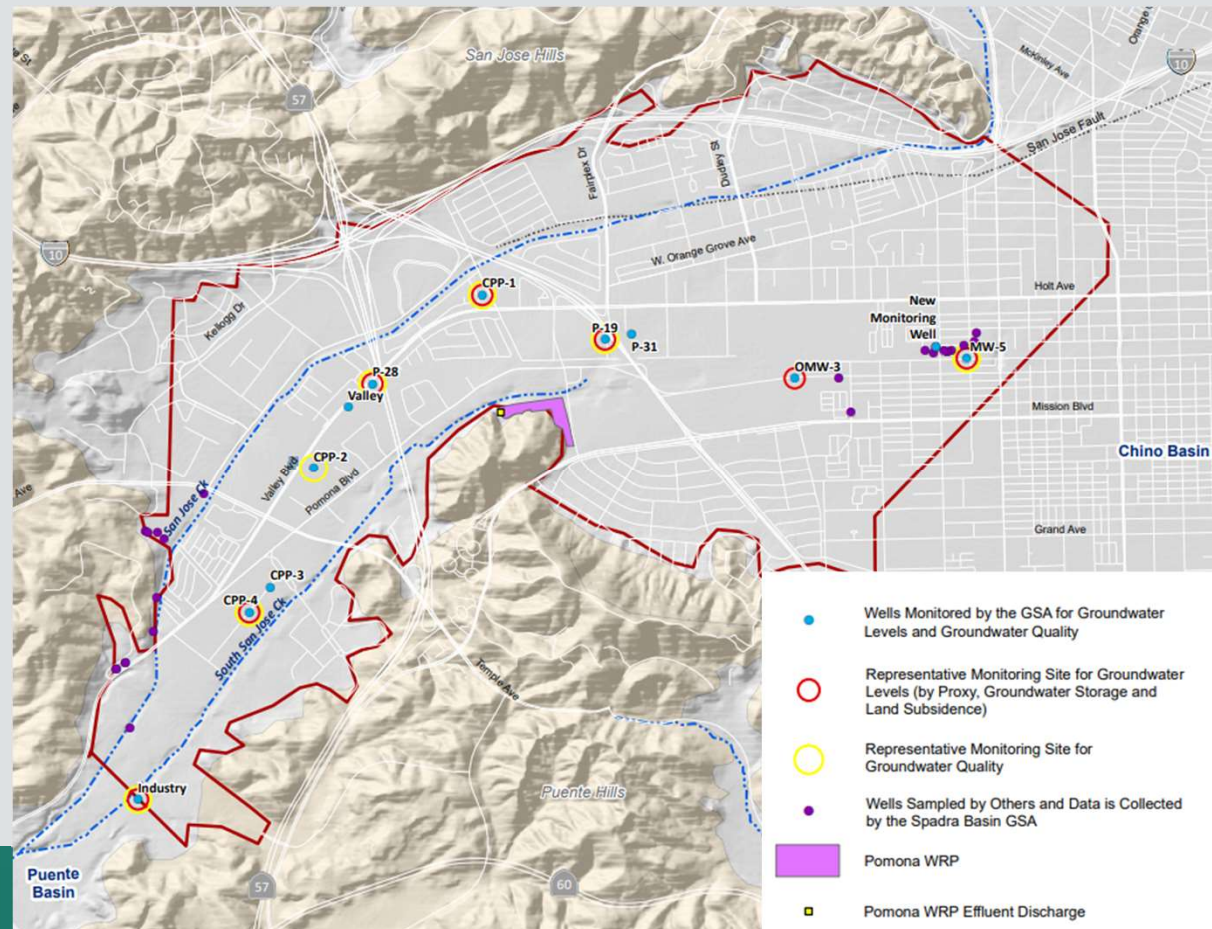 San Jose Hills
McKinley Ave
10
57
San Jose Fault
Fairplex Dr
Dudley St
W. Orange Grove Ave
10
Kellogg Dr
CPP-1
Holt Ave
New
Monitoring
Well
P-19
P-31
MW-5
P-28
Valley
OMW-3
Mission Blvd
CPP-2
Valley Blvd
Pomona Blvd
Chino Basin
Ave
San Jose Ck
Grand Ave
CPP-3
CPP-4
South San Jose Ck
Temple Ave
Industry
Puente Hills
Puente
Basin
57
60
Wells Monitored by the GSA for Groundwater
Levels and Groundwater Quality
Representative Monitoring Site for Groundwater
Levels (by Proxy, Groundwater Storage and
Land Subsidence)
Representative Monitoring Site for
Groundwater Quality
Wells Sampled by Others and Data is Collected
by the Spadra Basin GSA
Pomona WRP
Pomona WRP Effluent Discharge